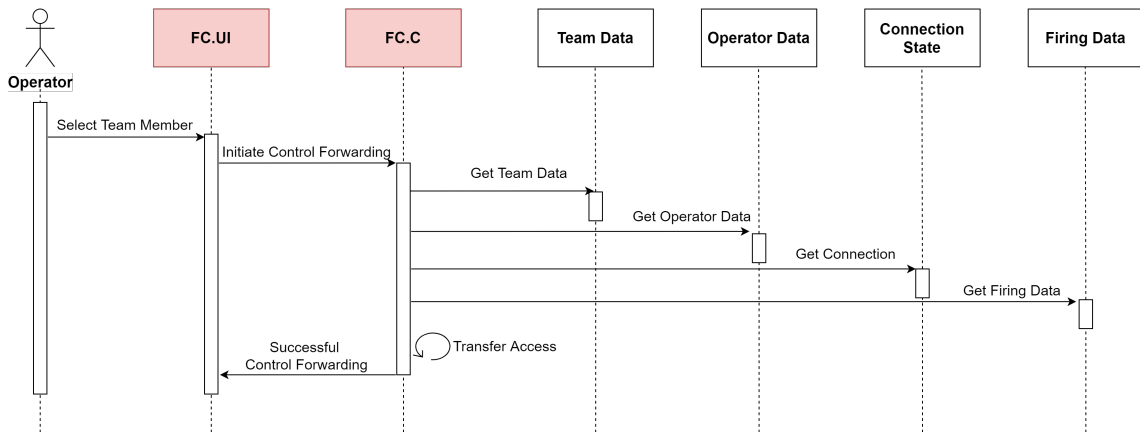 Operator
FC.UI
FC.C
Team Data
Operator Data
Connection
State
Firing Data
Select Team Member
Initiate Control Forwarding
Get Team Data
Get Operator Data
Get Connection
Get Firing Data
Transfer Access
Successful
Control Forwarding